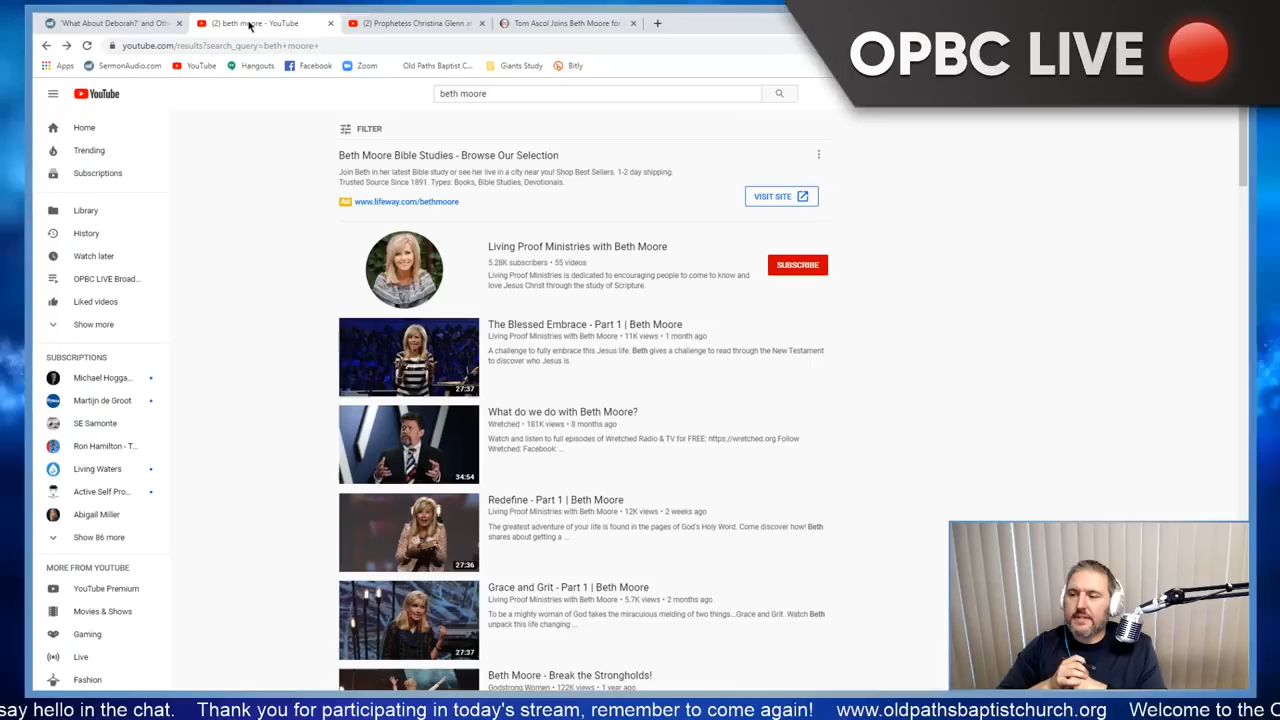 'What About Deborah?' and Oth
(2) beth moore - YouTube
(2) Prophetess Christina Glenn at
Tom Ascol Joins Beth Moore for
OPBC LIVE
youtube.com/results?search_query=beth+moore+
Apps
SermonAudio.com
YouTube
Hangouts
Facebook
Zoom
Old Paths Baptist C...
Giants Study
Bitly
YouTube
beth moore
Home
Trending
Subscriptions
Library
History
Watch later
OPBC LIVE Broad...
Liked videos
Show more
SUBSCRIPTIONS
Michael Hogga...
Martijn de Groot
SE Samonte
Ron Hamilton - T...
Living Waters
Active Self Pro...
Abigail Miller
Show 86 more
MORE FROM YOUTUBE
YouTube Premium
Movies & Shows
Gaming
Live
Fashion
FILTER
Beth Moore Bible Studies - Browse Our Selection
Join Beth in her latest Bible study or see her live in a city near you! Shop Best Sellers. 1-2 day shipping.
Trusted Source Since 1891. Types: Books, Bible Studies, Devotionals.
Ad www.lifeway.com/bethmoore
VISIT SITE
Living Proof Ministries with Beth Moore
5.28K subscribers • 55 videos
Living Proof Ministries is dedicated to encouraging people to come to know and
love Jesus Christ through the study of Scripture.
SUBSCRIBE
The Blessed Embrace - Part 1 | Beth Moore
Living Proof Ministries with Beth Moore • 11K views • 1 month ago
A challenge to fully embrace this Jesus life. Beth gives a challenge to read through the New Testament
to discover who Jesus is.
27:37
What do we do with Beth Moore?
Wretched • 181K views • 8 months ago
Watch and listen to full episodes of Wretched Radio & TV for FREE: https://wretched.org Follow
Wretched: Facebook: ...
34:54
Redefine - Part 1 | Beth Moore
Living Proof Ministries with Beth Moore • 12K views • 2 weeks ago
The greatest adventure of your life is found in the pages of God's Holy Word. Come discover how! Beth
shares about getting a ...
27:36
Grace and Grit - Part 1 | Beth Moore
Living Proof Ministries with Beth Moore • 5.7K views • 2 months ago
To be a mighty woman of God takes the miraculous melding of two things...Grace and Grit. Watch Beth
unpack this life changing ...
27:37
Beth Moore - Break the Strongholds!
Godstrong Women • 122K views • 1 year ago
say hello in the chat. Thank you for participating in today's stream, remember to come again! www.oldpathsbaptistchurch.org Welcome to the C